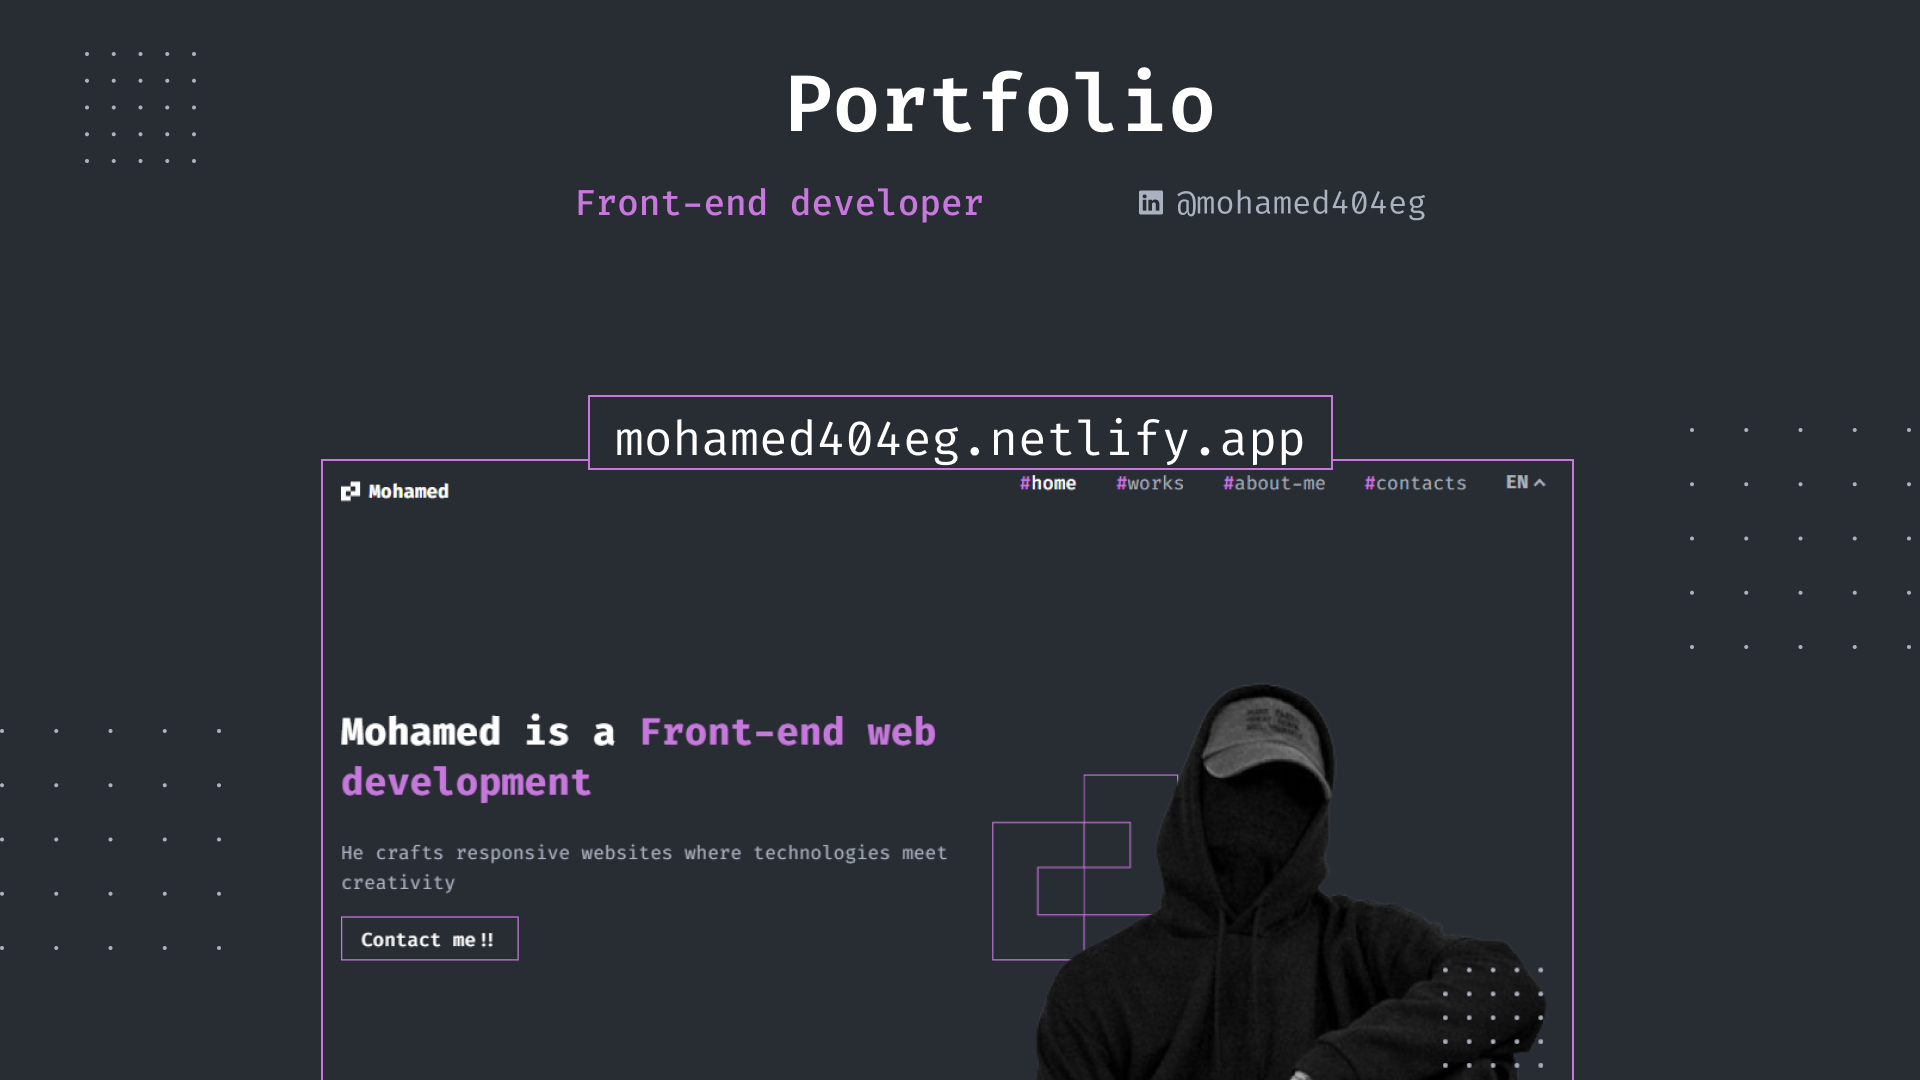 Portfolio
Front-end developer
@mohamed404eg
mohamed404eg.netlify.app
Mohamed
#home #works #about-me #contacts EN
Mohamed is a Front-end web
development
He crafts responsive websites where technologies meet
creativity
Contact me!!